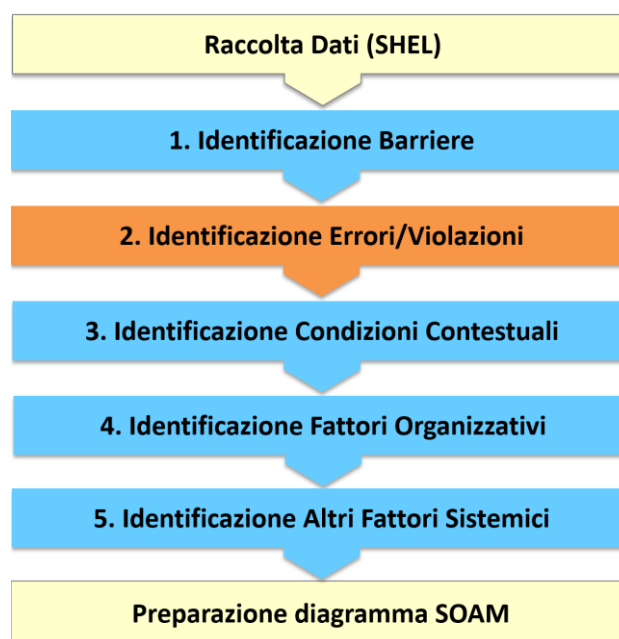 Raccolta Dati (SHEL)
1. Identificazione Barriere
2. Identificazione Errori/Violazioni
3. Identificazione Condizioni Contestuali
4. Identificazione Fattori Organizzativi
5. Identificazione Altri Fattori Sistemici
Preparazione diagramma SOAM